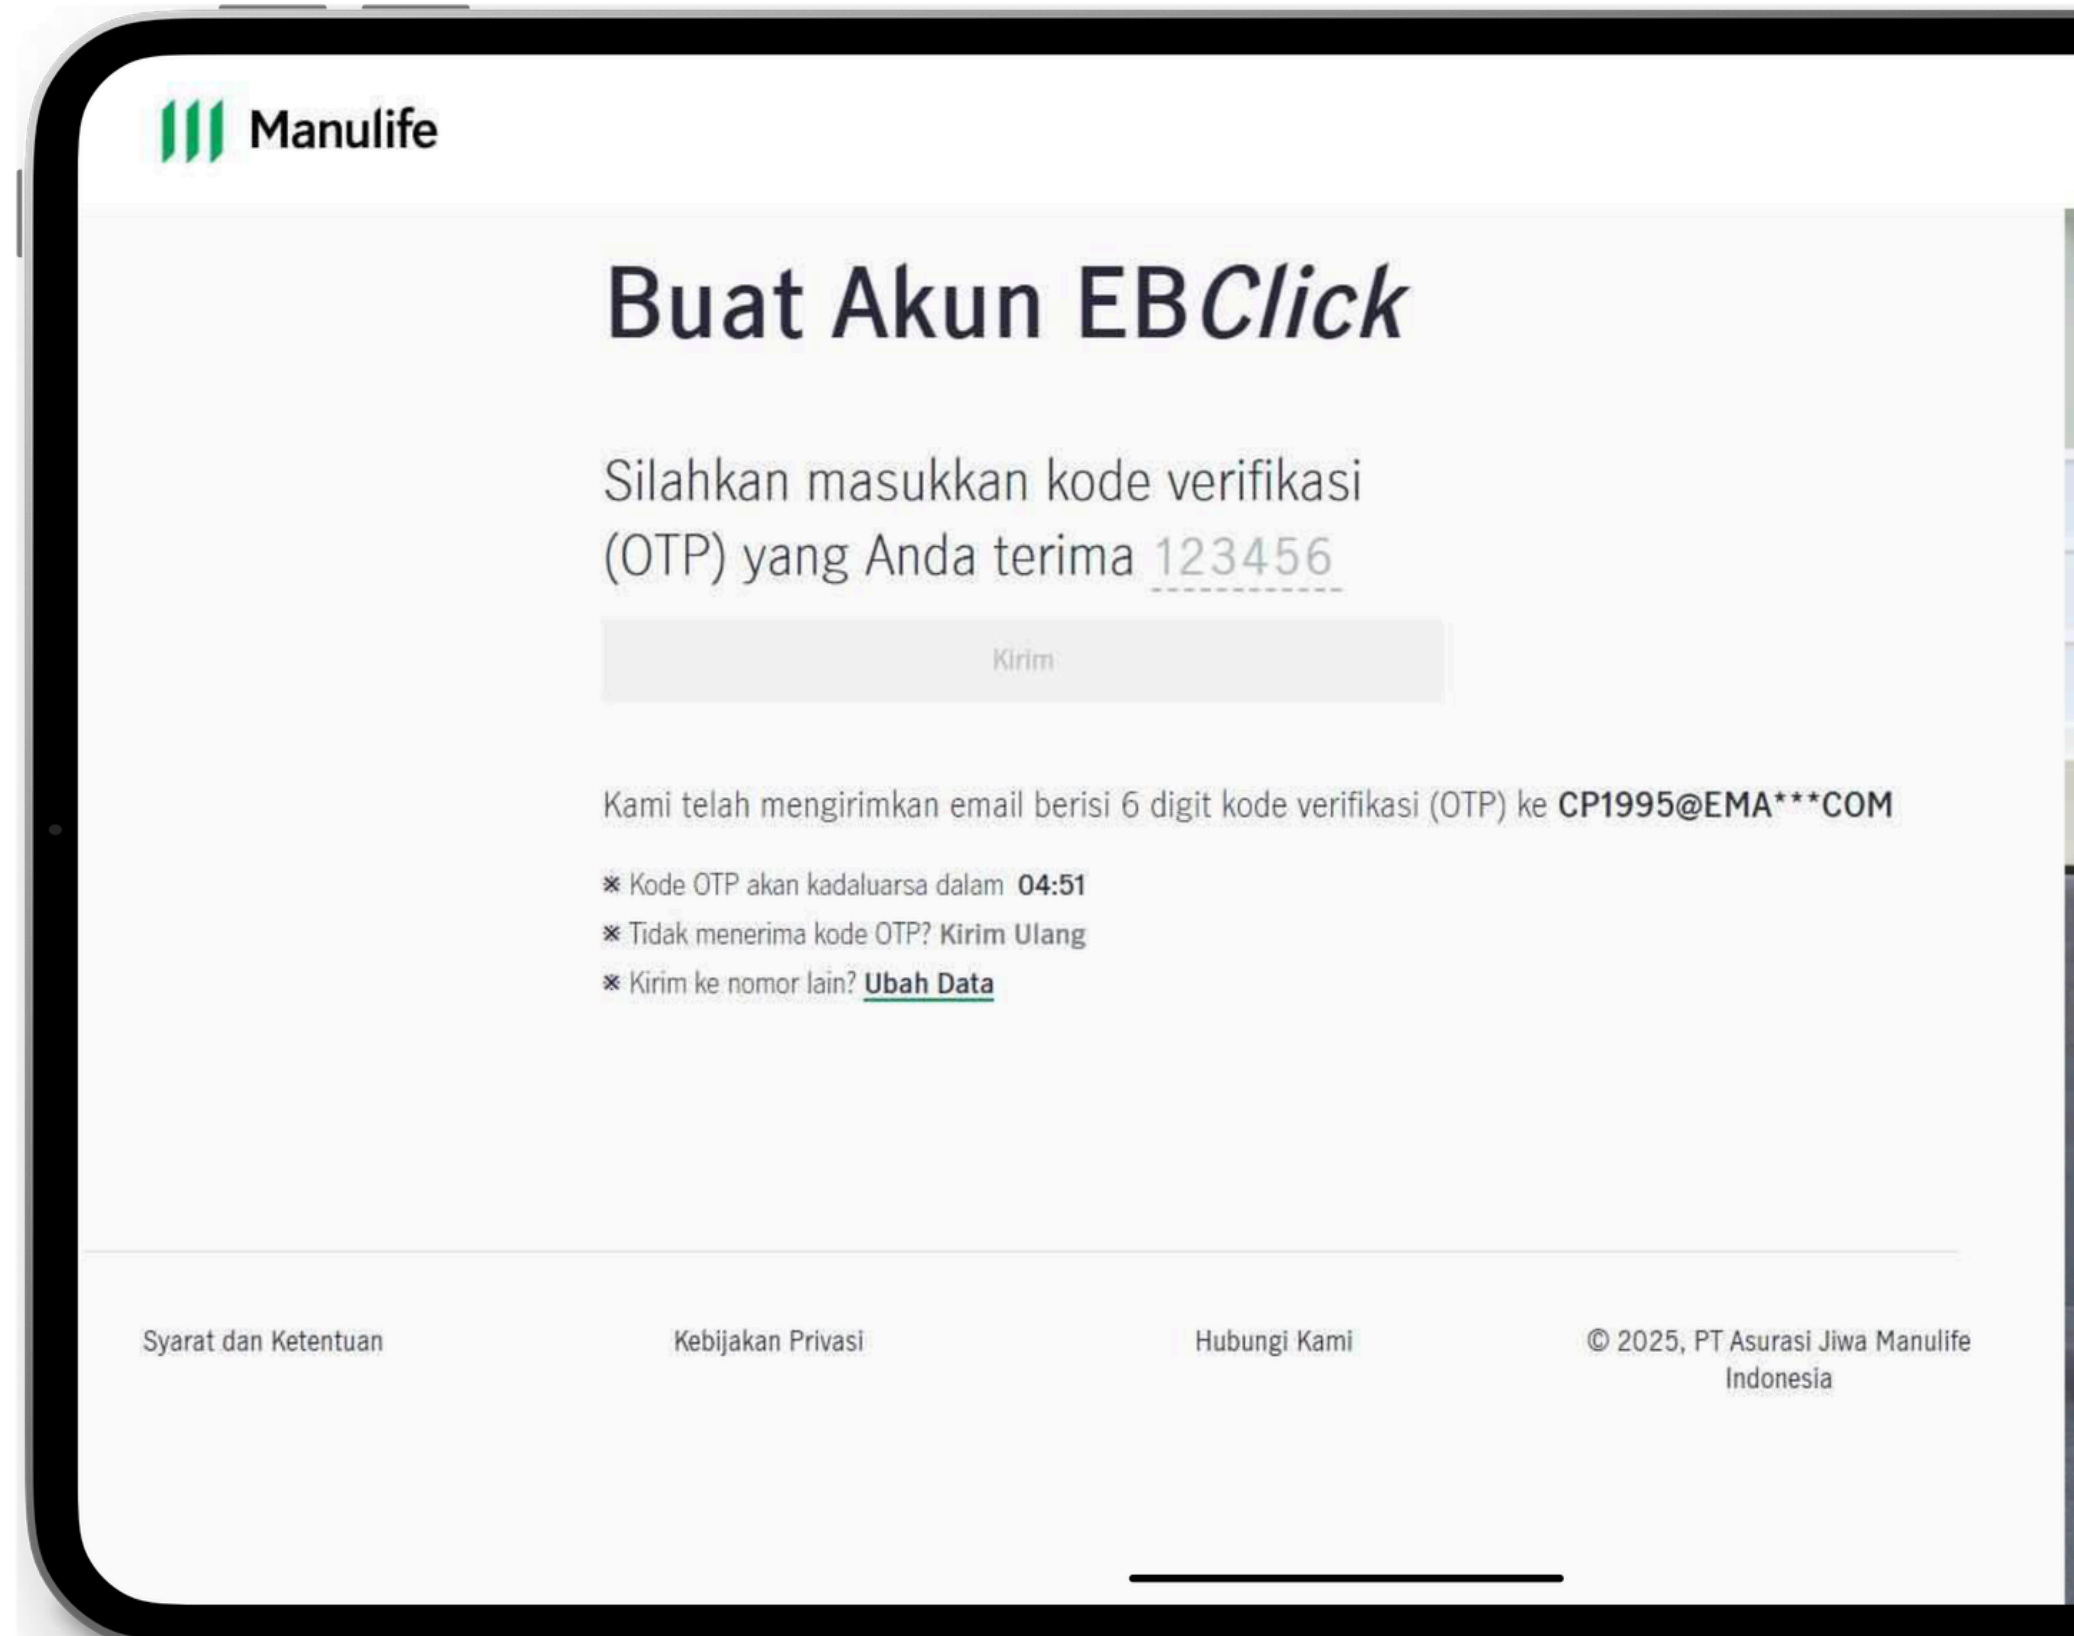 Manulife
Buat Akun EBClick
Silahkan masukkan kode verifikasi
(OTP) yang Anda terima 123456
Kirim
Kami telah mengirimkan email berisi 6 digit kode verifikasi (OTP) ke CP1995@EMA***COM
※ Kode OTP akan kadaluarsa dalam 04:51
※ Tidak menerima kode OTP? Kirim Ulang
※ Kirim ke nomor lain? Ubah Data
Syarat dan Ketentuan
Kebijakan Privasi
Hubungi Kami
© 2025, PT Asurasi Jiwa Manulife
Indonesia